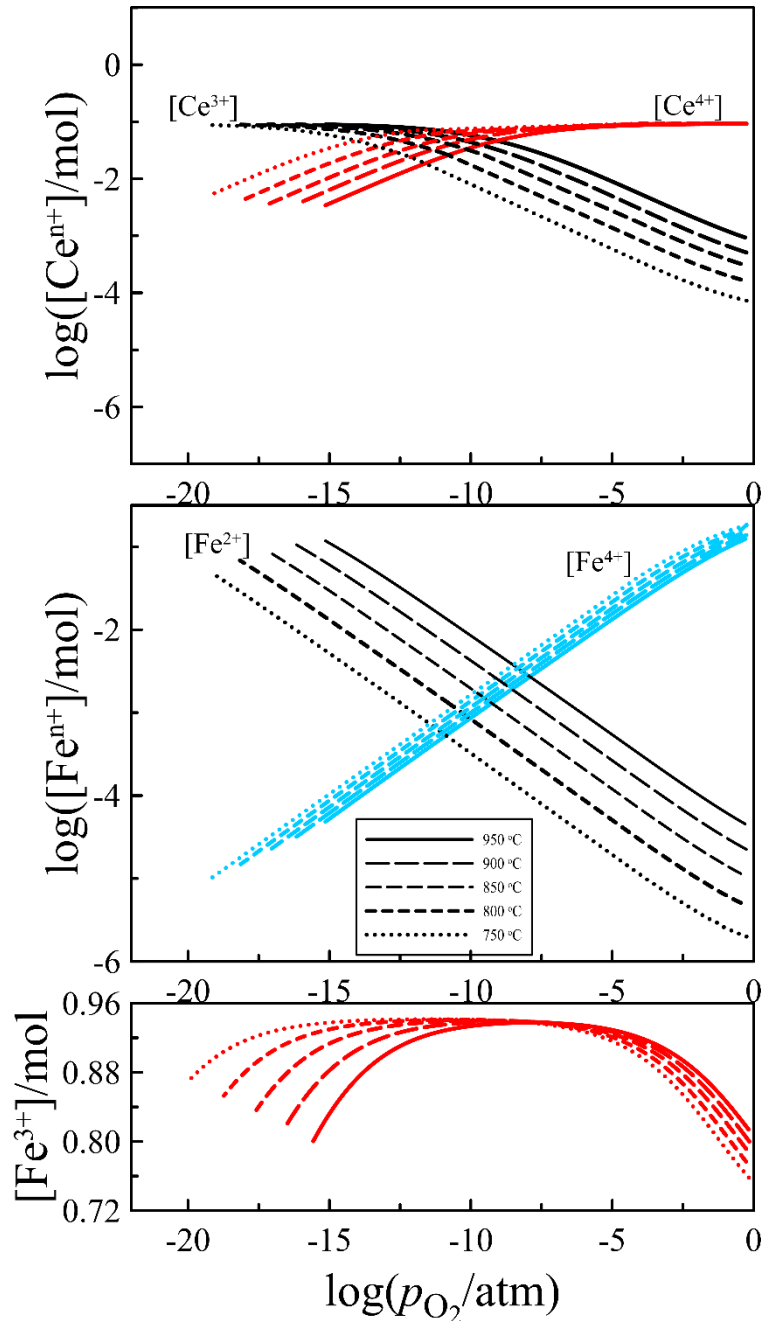 0
[Ce³⁺]
[Ce⁴⁺]
-2
-4
-6
log([Ceⁿ⁺]/mol)
-20 -15 -10 -5 0
[Fe²⁺]
[Fe⁴⁺]
-2
-4
-6
log([Feⁿ⁺]/mol)
950 °C
900 °C
850 °C
800 °C
750 °C
-20 -15 -10 -5 0
0.96
0.88
0.80
0.72
[Fe³⁺]/mol
-20 -15 -10 -5 0
log(pO₂/atm)